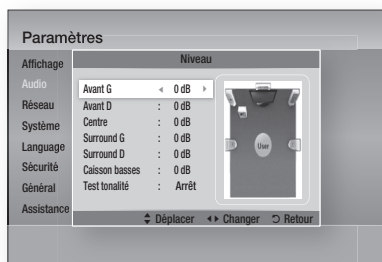 Paramètres
Affichage
Audio
Réseau
Système
Language
Sécurité
Général
Assistance
Niveau
Avant G ◄ 0 dB ►
Avant D : 0 dB
Centre : 0 dB
Surround G : 0 dB
Surround D : 0 dB
Caisson basses : 0 dB
Test tonalité : Arrêt
User
Déplacer Changer Retour